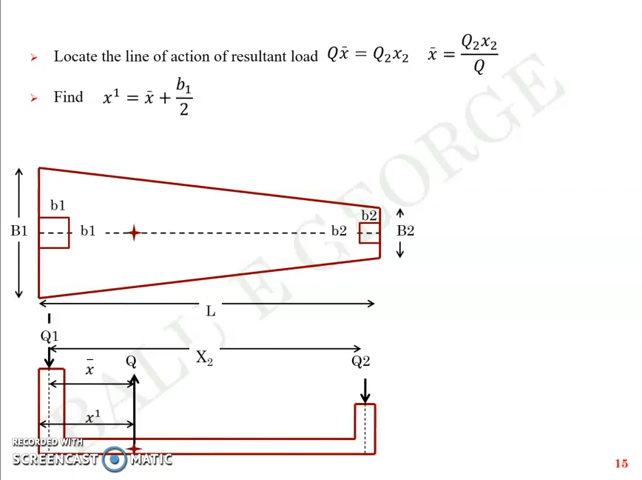 ➢ Locate the line of action of resultant load Qx̄ = Q₂x₂ x̄ = Q₂x₂/Q
➢ Find x¹ = x̄ + b₁/2
b1
b2
B1
b1
b2
B2
L
Q1
x̄
Q
X₂
Q2
x¹
RECORDED WITH
SCREENCAST MATIC
15
BALU E GEORGE